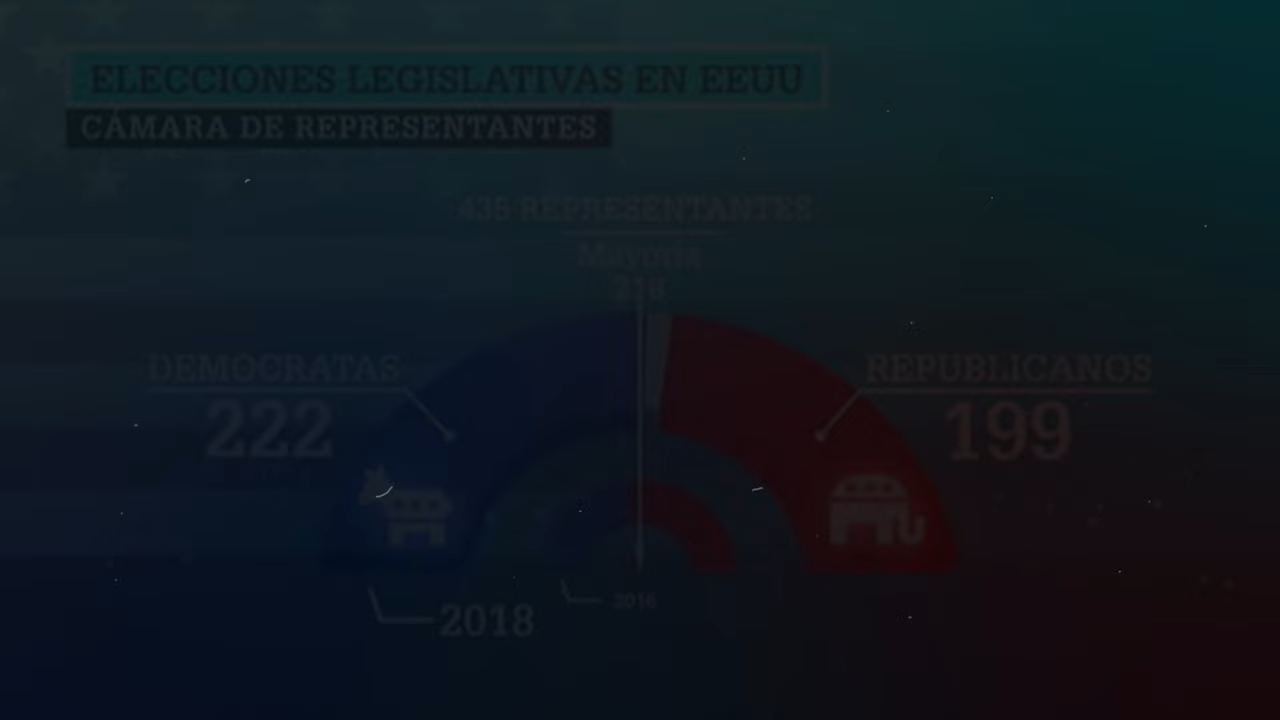 ELECCIONES LEGISLATIVAS EN EEUU
CÁMARA DE REPRESENTANTES
435 REPRESENTANTES
Mayoría
218
DEMÓCRATAS
222
REPUBLICANOS
199
2018
2016